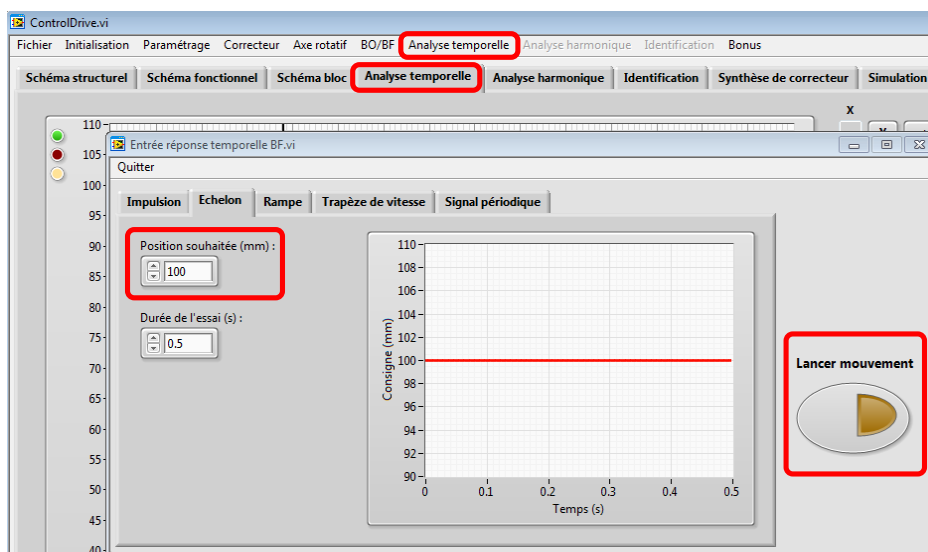 ControlDrive.vi
Fichier Initialisation Paramétrage Correcteur Axe rotatif BO/BF Analyse temporelle Analyse harmonique Identification Bonus
Schéma structurel Schéma fonctionnel Schéma bloc Analyse temporelle Analyse harmonique Identification Synthèse de correcteur Simulation
X
110
Entrée réponse temporelle BF.vi
105
Quitter
100
Impulsion Echelon Rampe Trapèze de vitesse Signal périodique
95
90
Position souhaitée (mm) :
100
85
80
Durée de l'essai (s) :
0.5
75
70
65
60
55
50
45
40
110
108
106
104
102
100
98
96
94
92
90
Consigne (mm)
0 0.1 0.2 0.3 0.4 0.5
Temps (s)
Lancer mouvement